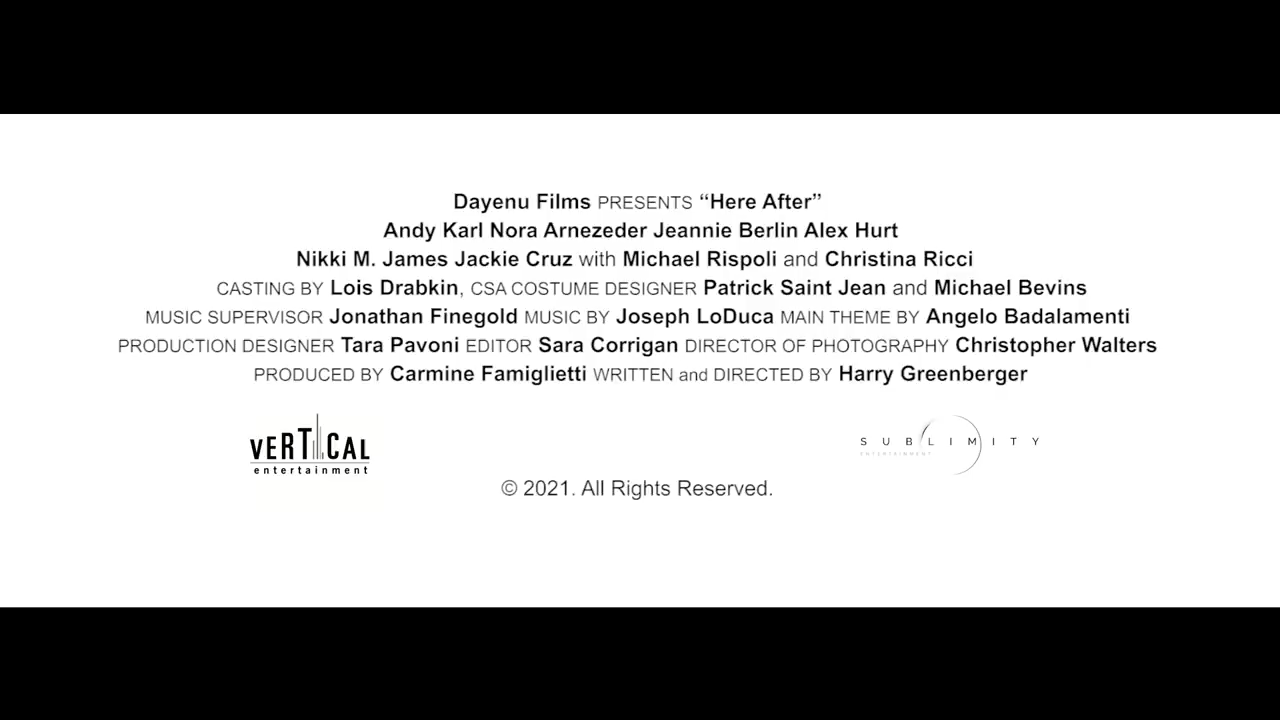 Dayenu Films PRESENTS “Here After”
Andy Karl Nora Arnezeder Jeannie Berlin Alex Hurt
Nikki M. James Jackie Cruz with Michael Rispoli and Christina Ricci
CASTING BY Lois Drabkin, CSA COSTUME DESIGNER Patrick Saint Jean and Michael Bevins
MUSIC SUPERVISOR Jonathan Finegold MUSIC BY Joseph LoDuca MAIN THEME BY Angelo Badalamenti
PRODUCTION DESIGNER Tara Pavoni EDITOR Sara Corrigan DIRECTOR OF PHOTOGRAPHY Christopher Walters
PRODUCED BY Carmine Famiglietti WRITTEN and DIRECTED BY Harry Greenberger
VERTICAL
entertainment
SUBLIMITY
ENTERTAINMENT
© 2021. All Rights Reserved.